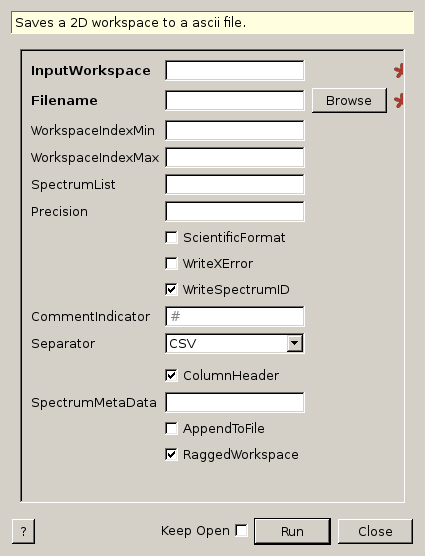 Saves a 2D workspace to a ascii file.
InputWorkspace
Filename Browse
WorkspaceIndexMin
WorkspaceIndexMax
SpectrumList
Precision
ScientificFormat
WriteXError
WriteSpectrumID
CommentIndicator #
Separator CSV
ColumnHeader
SpectrumMetaData
AppendToFile
RaggedWorkspace
? Keep Open Run Close